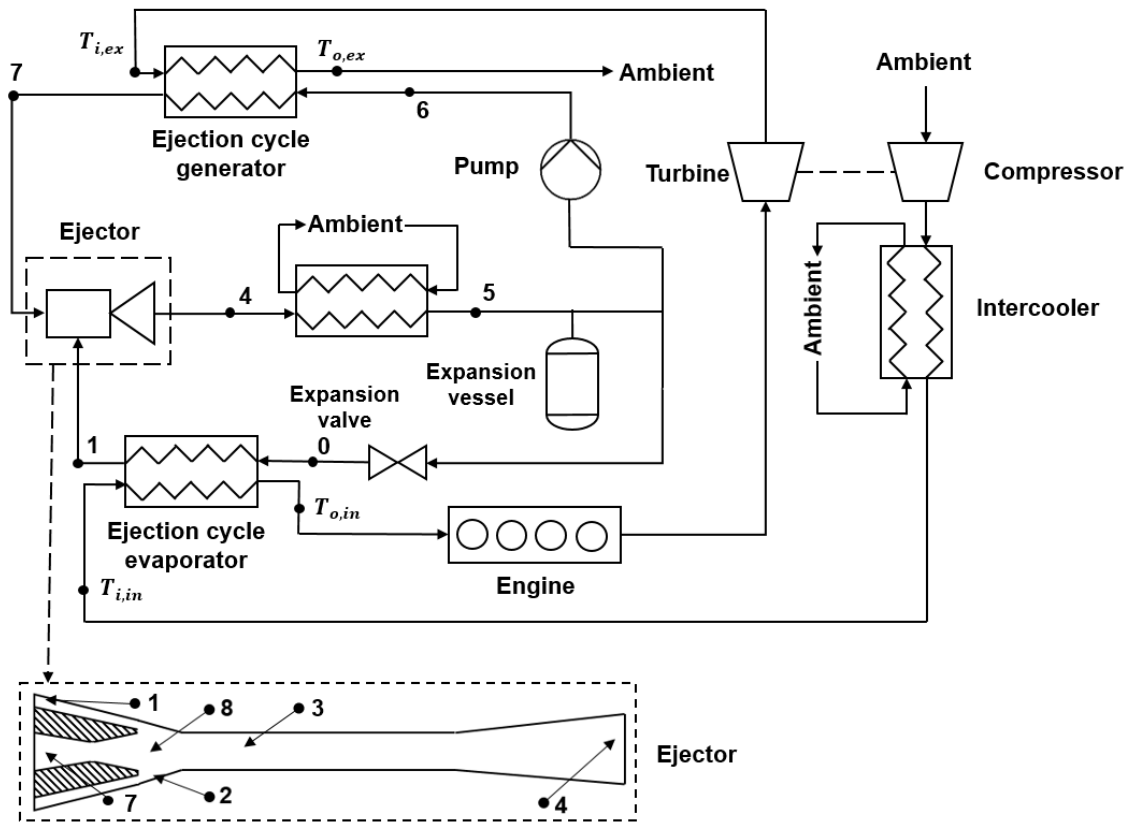 T_{i,ex}
T_{o,ex}
Ambient
Ambient
7
6
Ejection cycle
generator
Pump
Turbine
Compressor
Ejector
Ambient
4
5
Ambient
Intercooler
Expansion
vessel
Expansion
valve
1
0
T_{o,in}
Ejection cycle
evaporator
Engine
T_{i,in}
1
8
3
Ejector
7
2
4